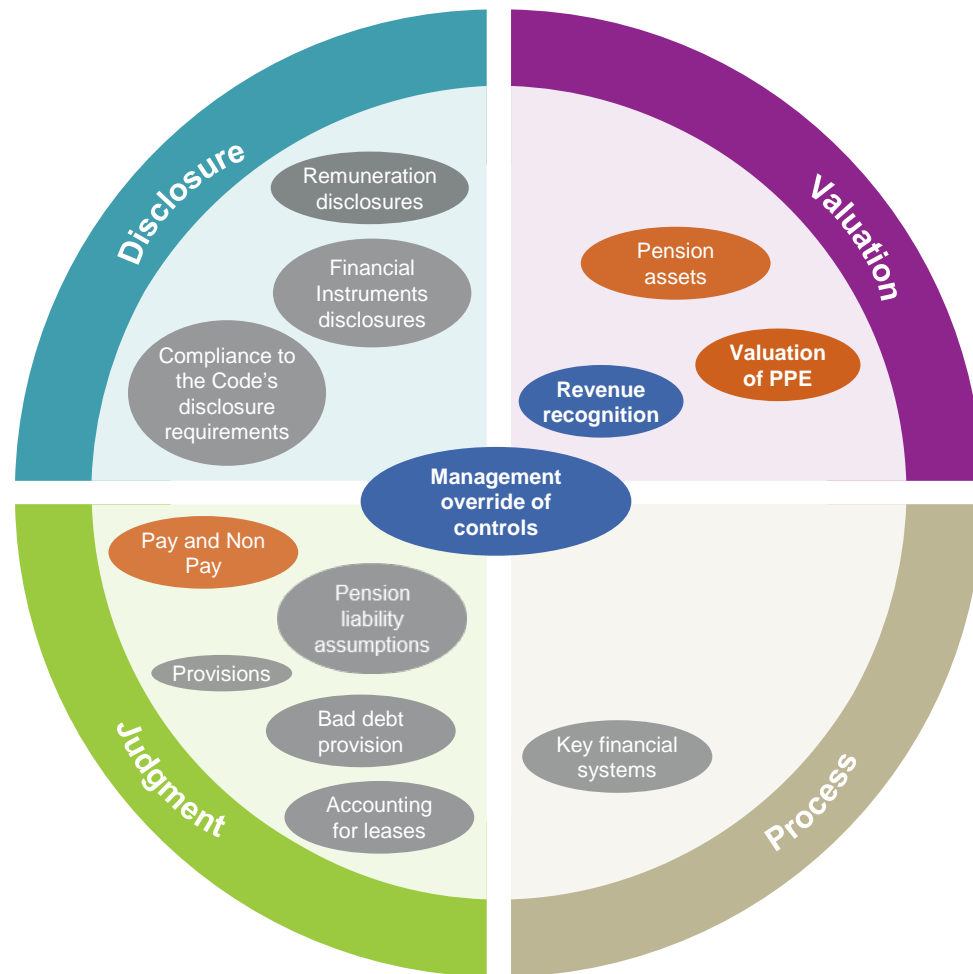 Disclosure
Remuneration
disclosures
Financial
Instruments
disclosures
Compliance to
the Code's
disclosure
requirements
Valuation
Pension
assets
Valuation
of PPE
Revenue
recognition
Management
override of
controls
Judgment
Pay and Non
Pay
Pension
liability
assumptions
Provisions
Bad debt
provision
Accounting
for leases
Process
Key financial
systems